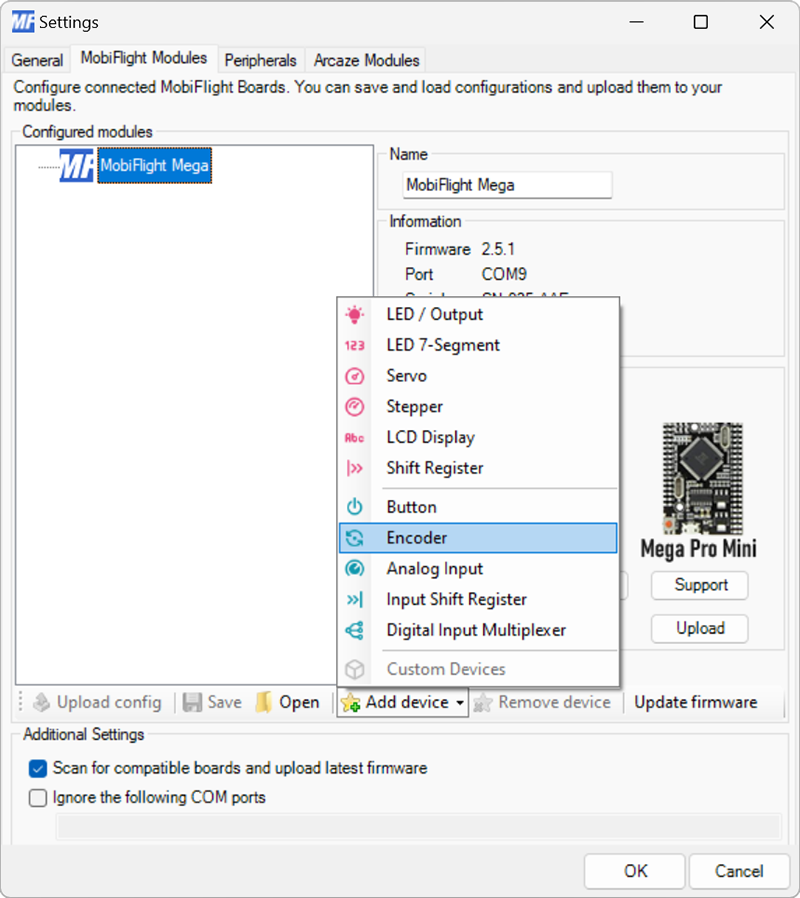 MF Settings
General MobiFlight Modules Peripherals Arcaze Modules
Configure connected MobiFlight Boards. You can save and load configurations and upload them to your
modules.
Configured modules
MF MobiFlight Mega
Name
MobiFlight Mega
Information
Firmware 2.5.1
Port COM9
LED / Output
123 LED 7-Segment
Servo
Stepper
Abc LCD Display
Shift Register
Button
Encoder
Analog Input
Input Shift Register
Digital Input Multiplexer
Custom Devices
Mega Pro Mini
Support
Upload
Upload config Save Open Add device Remove device Update firmware
Additional Settings
Scan for compatible boards and upload latest firmware
Ignore the following COM ports
OK Cancel